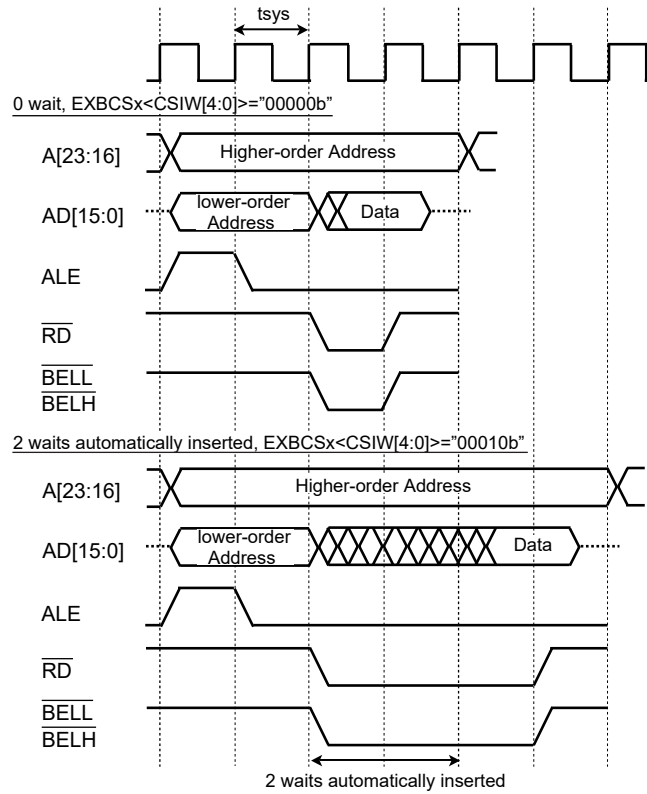 tsys
0 wait, EXBCSx<CSIW[4:0]>="00000b"
A[23:16]
Higher-order Address
AD[15:0]
lower-order
Address
Data
ALE
RD
BELL
BELH
2 waits automatically inserted, EXBCSx<CSIW[4:0]>="00010b"
A[23:16]
Higher-order Address
AD[15:0]
lower-order
Address
Data
ALE
RD
BELL
BELH
2 waits automatically inserted